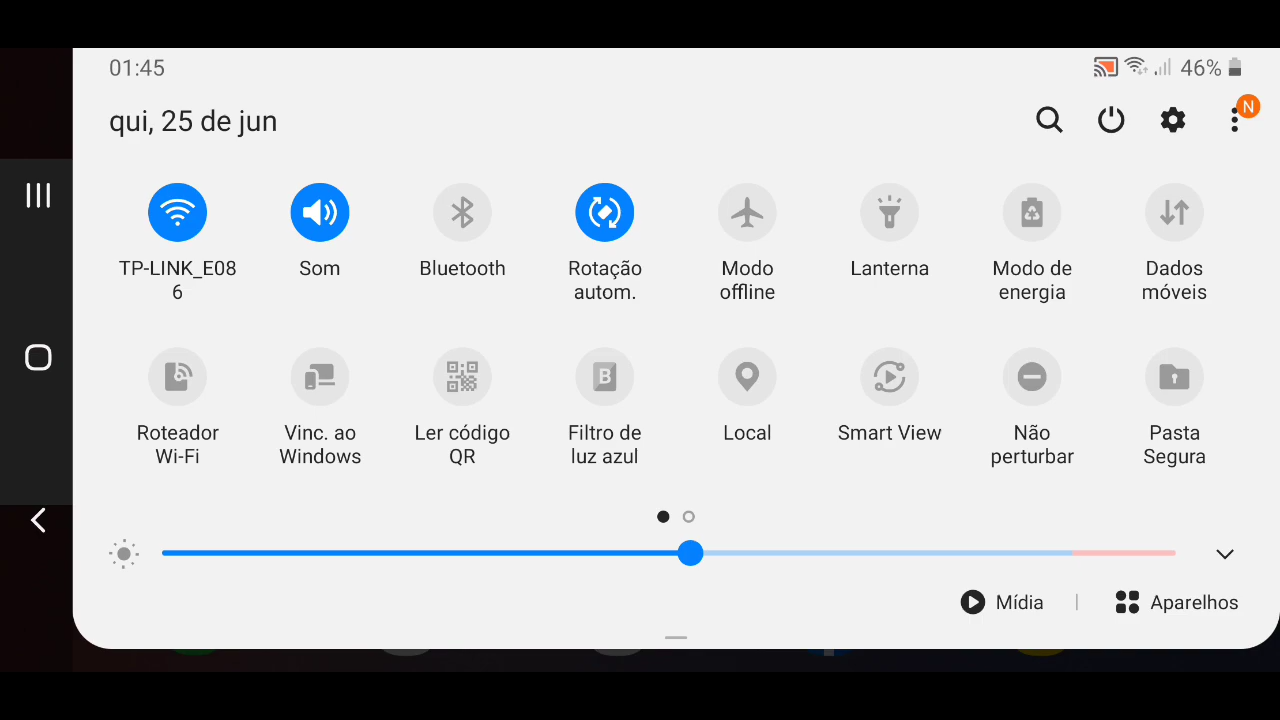 01:45
46%
qui, 25 de jun
N
TP-LINK_E08
6
Som
Bluetooth
Rotação
autom.
Modo
offline
Lanterna
Modo de
energia
Dados
móveis
Roteador
Wi-Fi
Vinc. ao
Windows
Ler código
QR
B
Filtro de
luz azul
Local
Smart View
Não
perturbar
Pasta
Segura
Mídia
Aparelhos